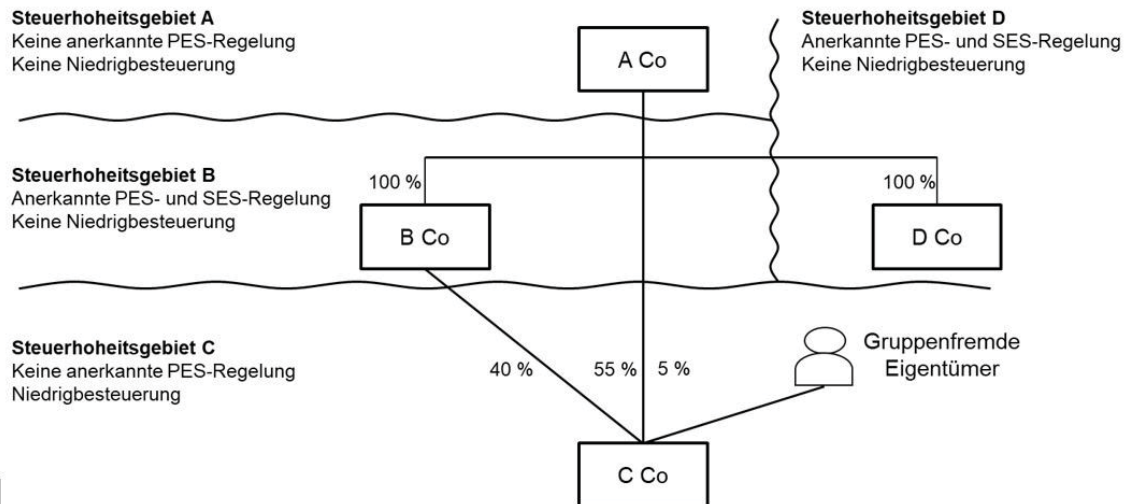 Steuerhoheitsgebiet A
Keine anerkannte PES-Regelung
Keine Niedrigbesteuerung
A Co
Steuerhoheitsgebiet D
Anerkannte PES- und SES-Regelung
Keine Niedrigbesteuerung
Steuerhoheitsgebiet B
Anerkannte PES- und SES-Regelung
Keine Niedrigbesteuerung
100 %
B Co
100 %
D Co
Steuerhoheitsgebiet C
Keine anerkannte PES-Regelung
Niedrigbesteuerung
40 %
55 %
5 %
Gruppenfremde
Eigentümer
C Co